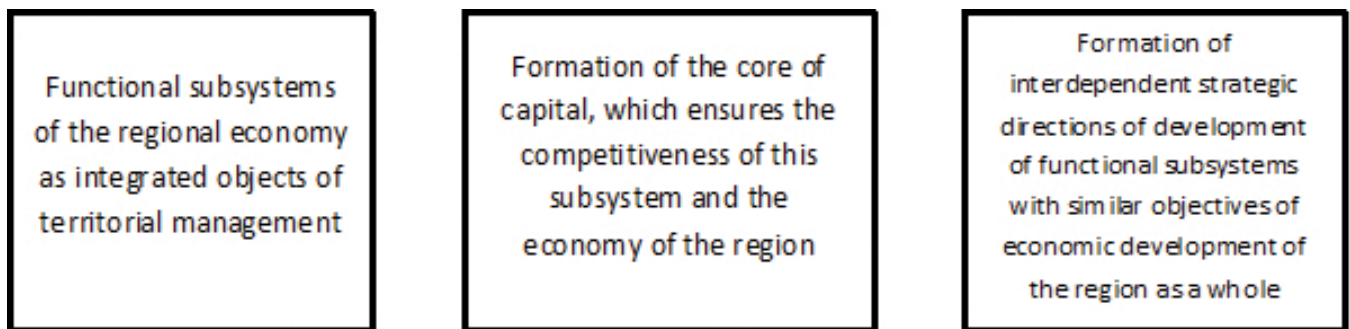 Functional subsystems
of the regional economy
as integrated objects of
territorial management
Formation of the core of
capital, which ensures the
competitiveness of this
subsystem and the
economy of the region
Formation of
interdependent strategic
directions of development
of functional subsystems
with similar objectives of
economic development of
the region as a whole